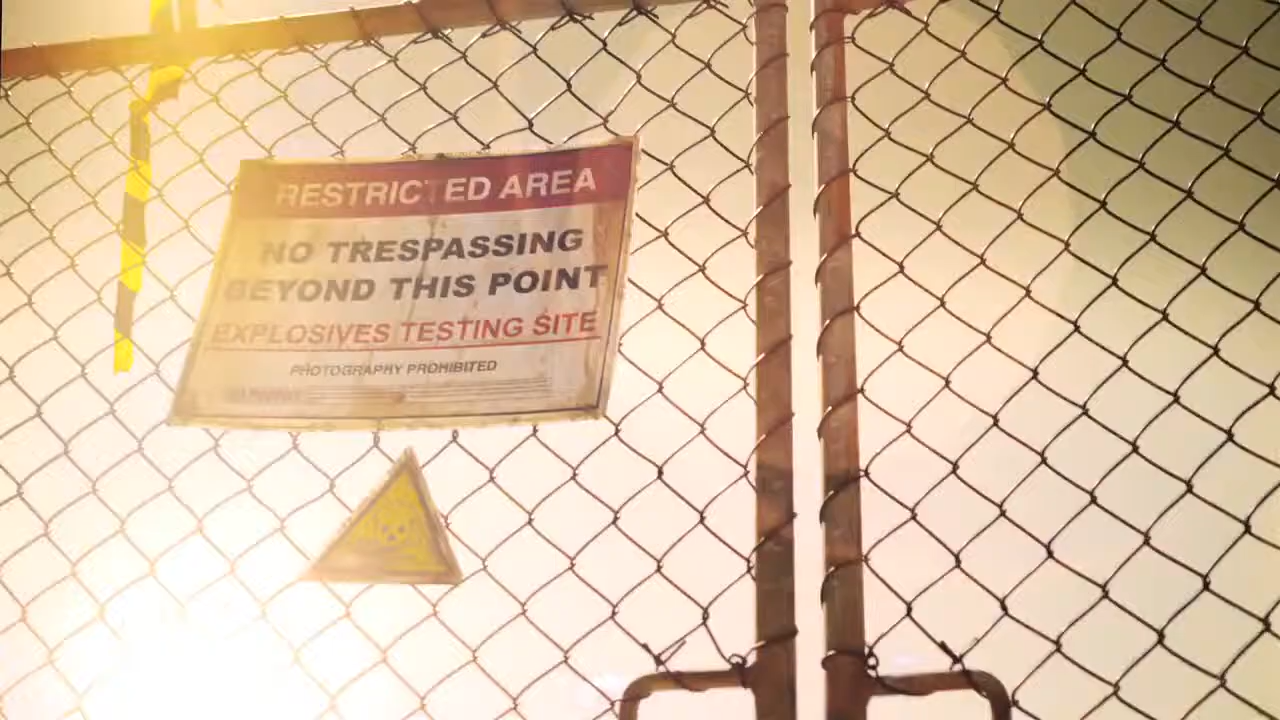 RESTRICTED AREA
NO TRESPASSING
BEYOND THIS POINT
EXPLOSIVES TESTING SITE
PHOTOGRAPHY PROHIBITED